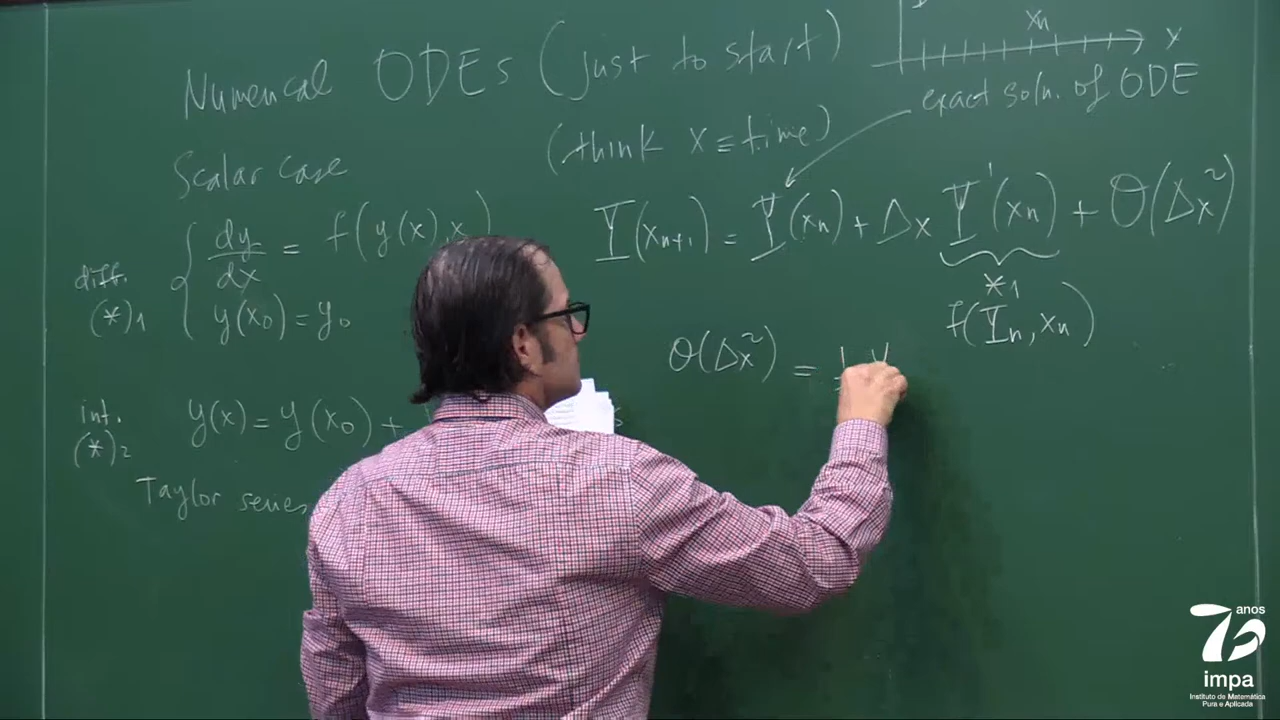 Numerical ODEs (just to start)
xn
x
exact soln. of ODE
(think x ≡ time)
Scalar case
diff.
(*)1
dy/dx = f(y(x), x)
y(x0) = y0
Y(xn+1) = Y(xn) + Δx Y'(xn) + O(Δx²)
*1
f(Yn, xn)
O(Δx²) =
int.
(*)2
y(x) = y(x0) +
Taylor series
anos
impa
Instituto de Matemática
Pura e Aplicada